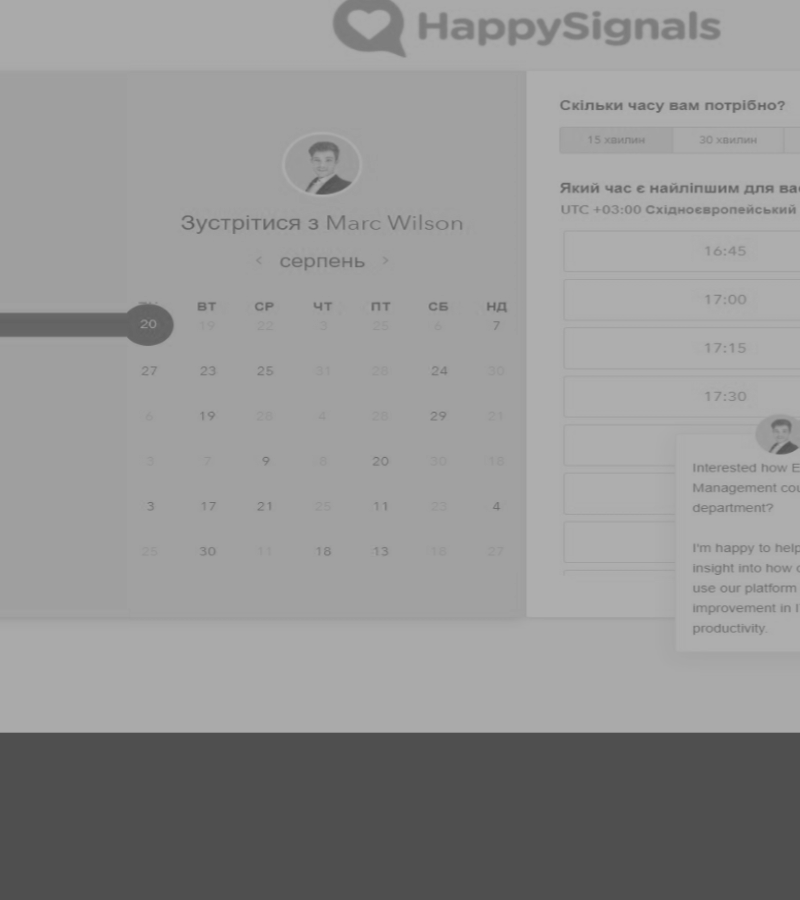 HappySignals
Зустрітися з Marc Wilson
‹ серпень ›
ВТ СР ЧТ ПТ СБ НД
20 19 22 3 25 6 7
27 23 25 31 26 24 30
6 19 28 4 28 29 21
3 7 9 8 20 30 18
3 17 21 25 11 23 4
25 30 11 18 13 16 27
Скільки часу вам потрібно?
15 хвилин 30 хвилин
Який час є найліпшим для вас
UTC +03:00 Східноєвропейський
16:45
17:00
17:15
17:30
Interested how E
Management cou
department?
I'm happy to help
insight into how o
use our platform
improvement in I
productivity.